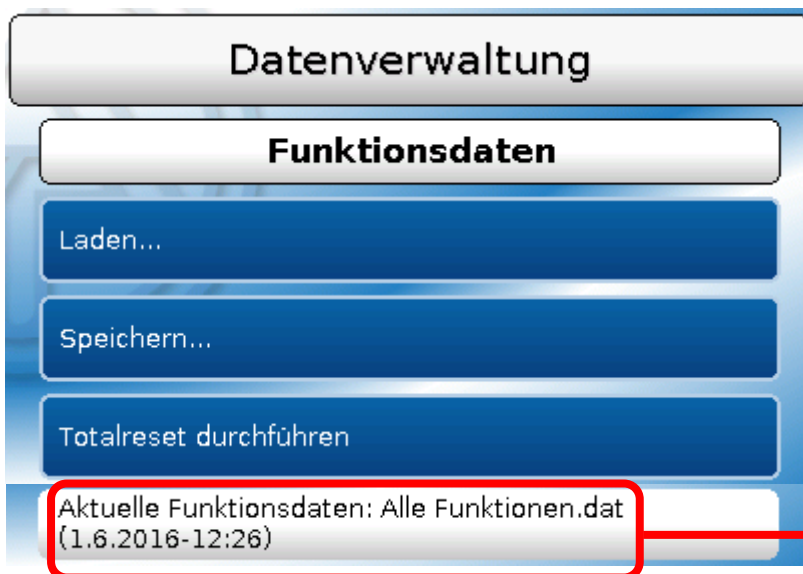 Datenverwaltung
Funktionsdaten
Laden...
Speichern...
Totalreset durchführen
Aktuelle Funktionsdaten: Alle Funktionen.dat
(1.6.2016-12:26)